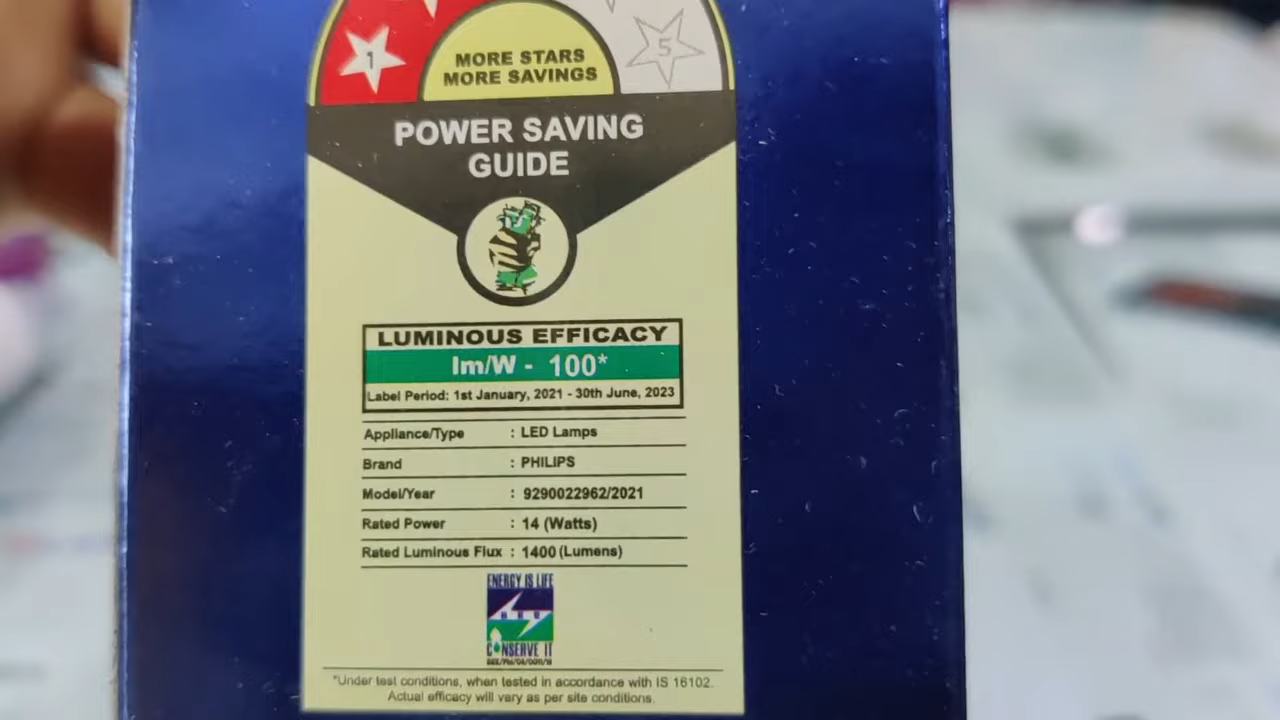 1
5
MORE STARS
MORE SAVINGS
POWER SAVING
GUIDE
LUMINOUS EFFICACY
lm/W - 100*
Label Period: 1st January, 2021 - 30th June, 2023
Appliance/Type : LED Lamps
Brand : PHILIPS
Model/Year : 9290022962/2021
Rated Power : 14 (Watts)
Rated Luminous Flux : 1400 (Lumens)
ENERGY IS LIFE
CONSERVE IT
*Under test conditions, when tested in accordance with IS 16102.
Actual efficacy will vary as per site conditions.